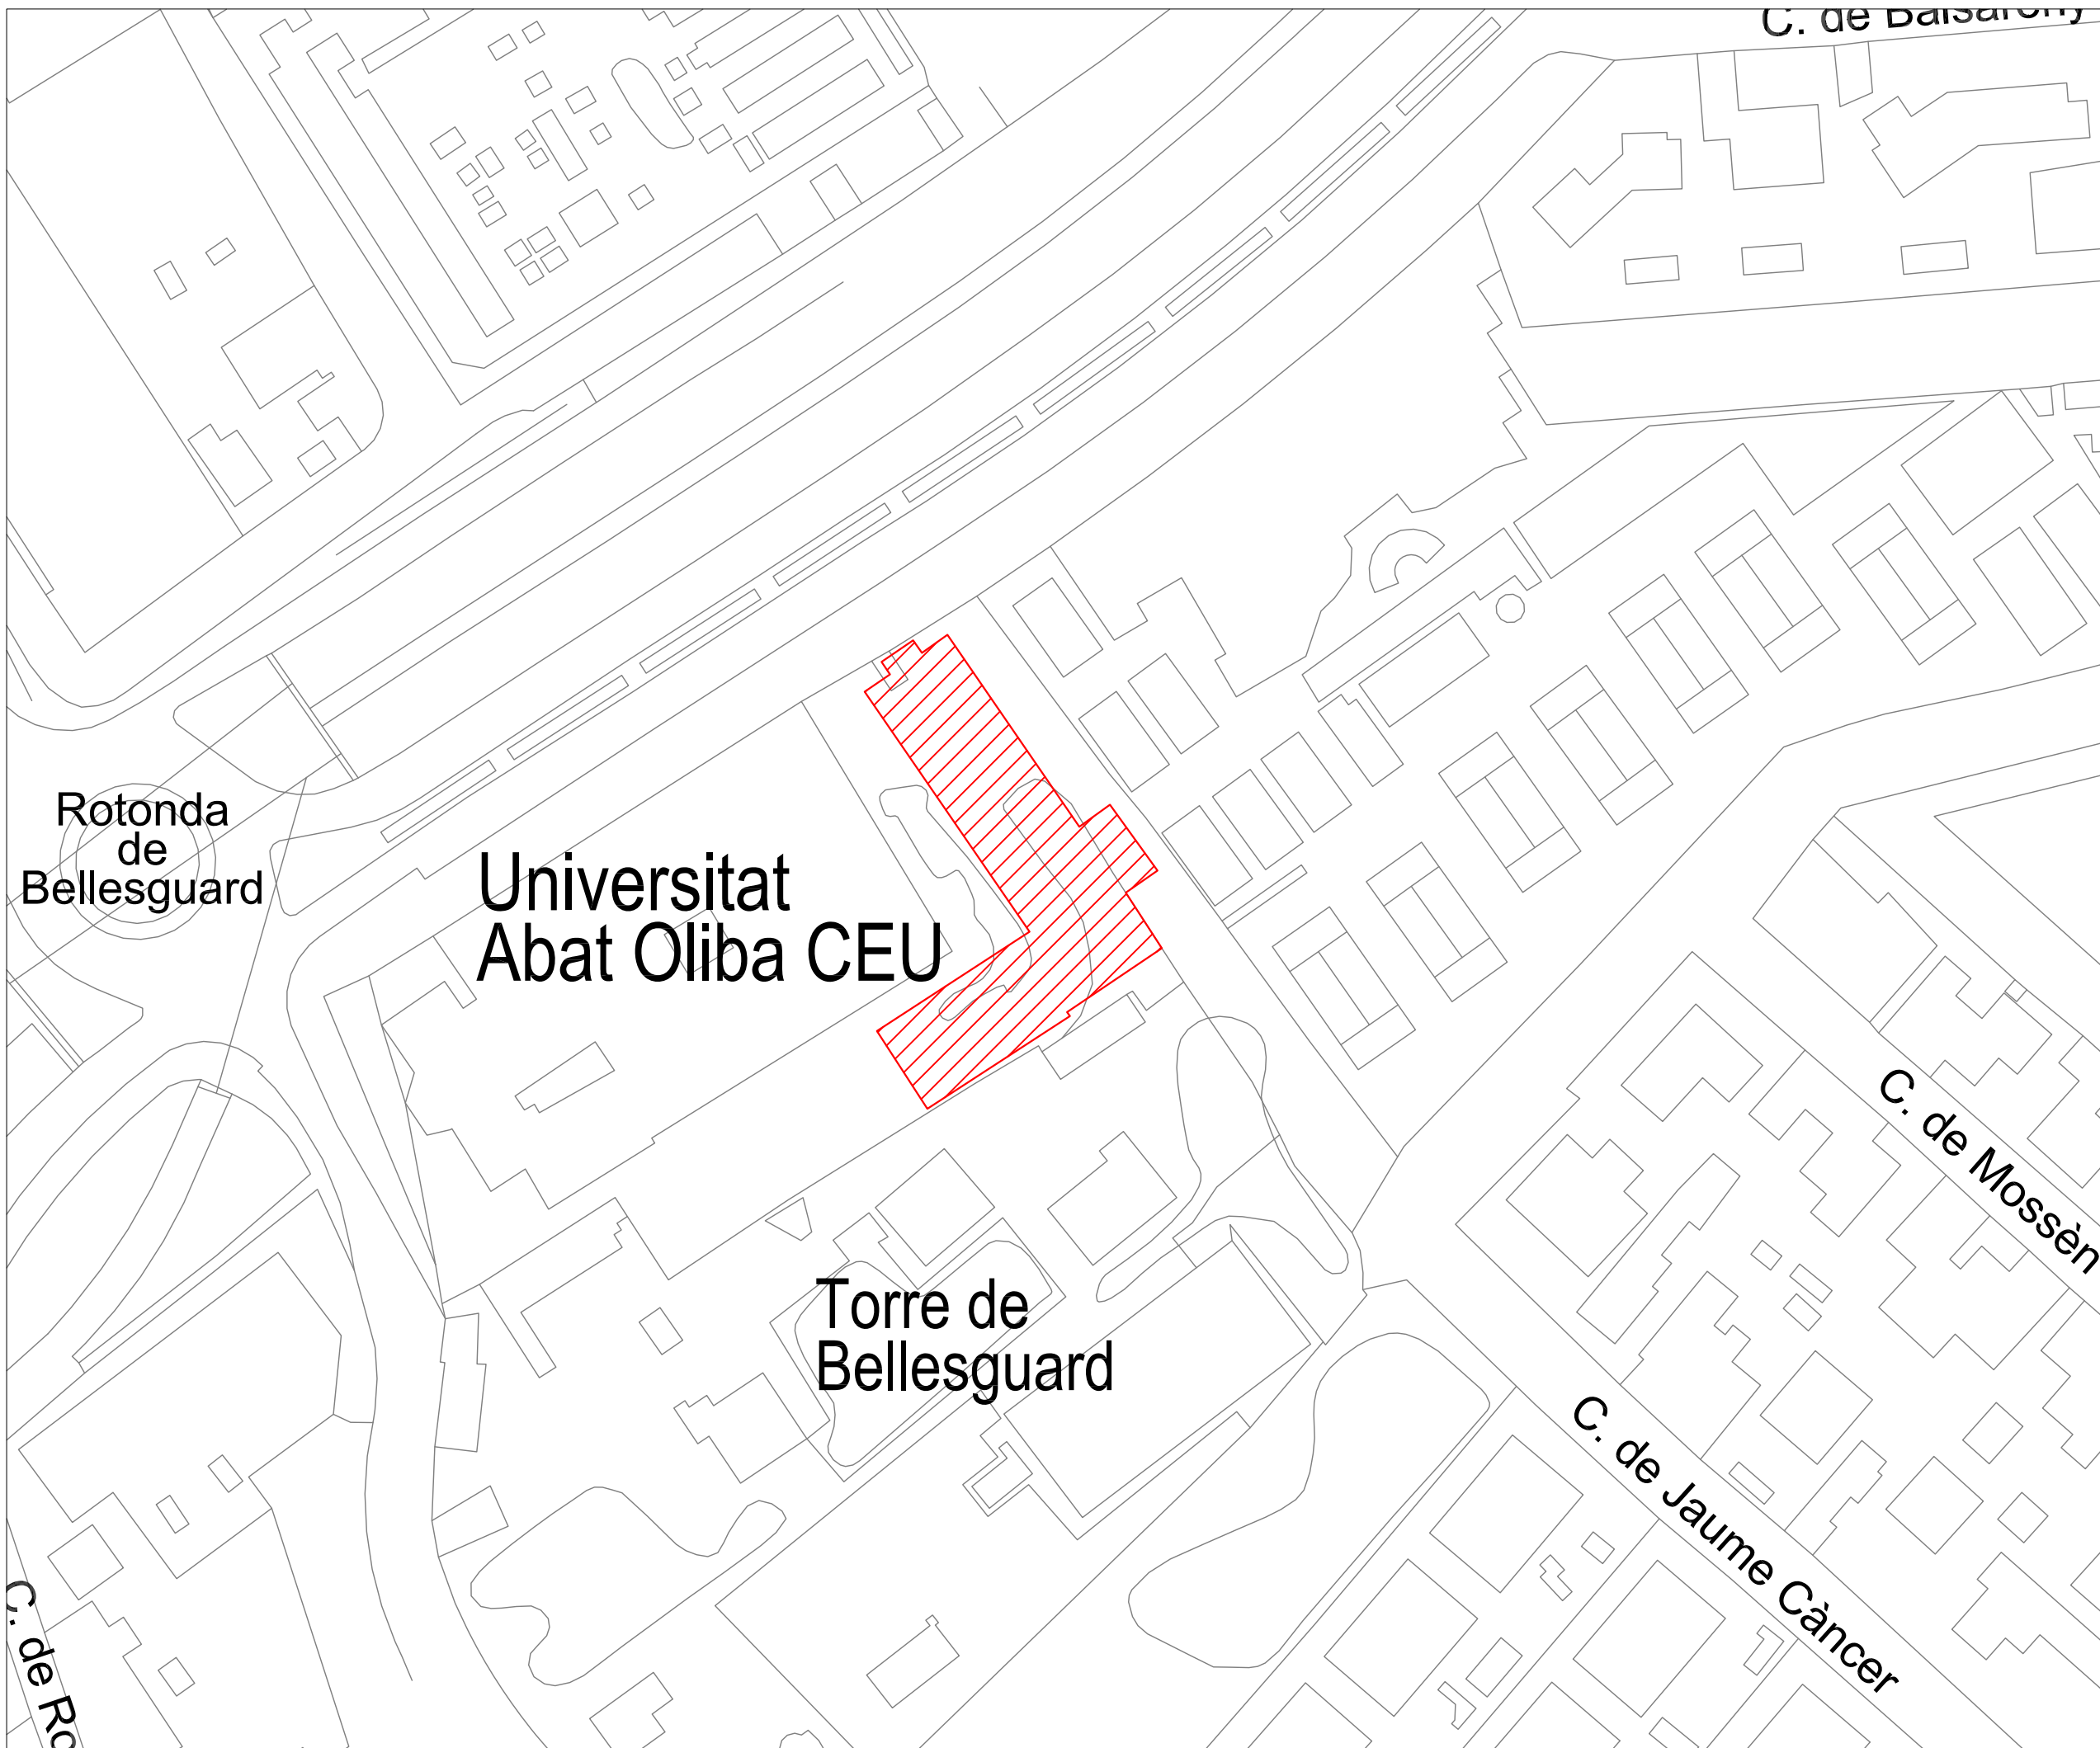 C. de Balsareny
Rotonda
de
Bellesguard
Universitat
Abat Oliba CEU
C. de Mossèn
Torre de
Bellesguard
C. de Jaume Càncer
C. de Ro